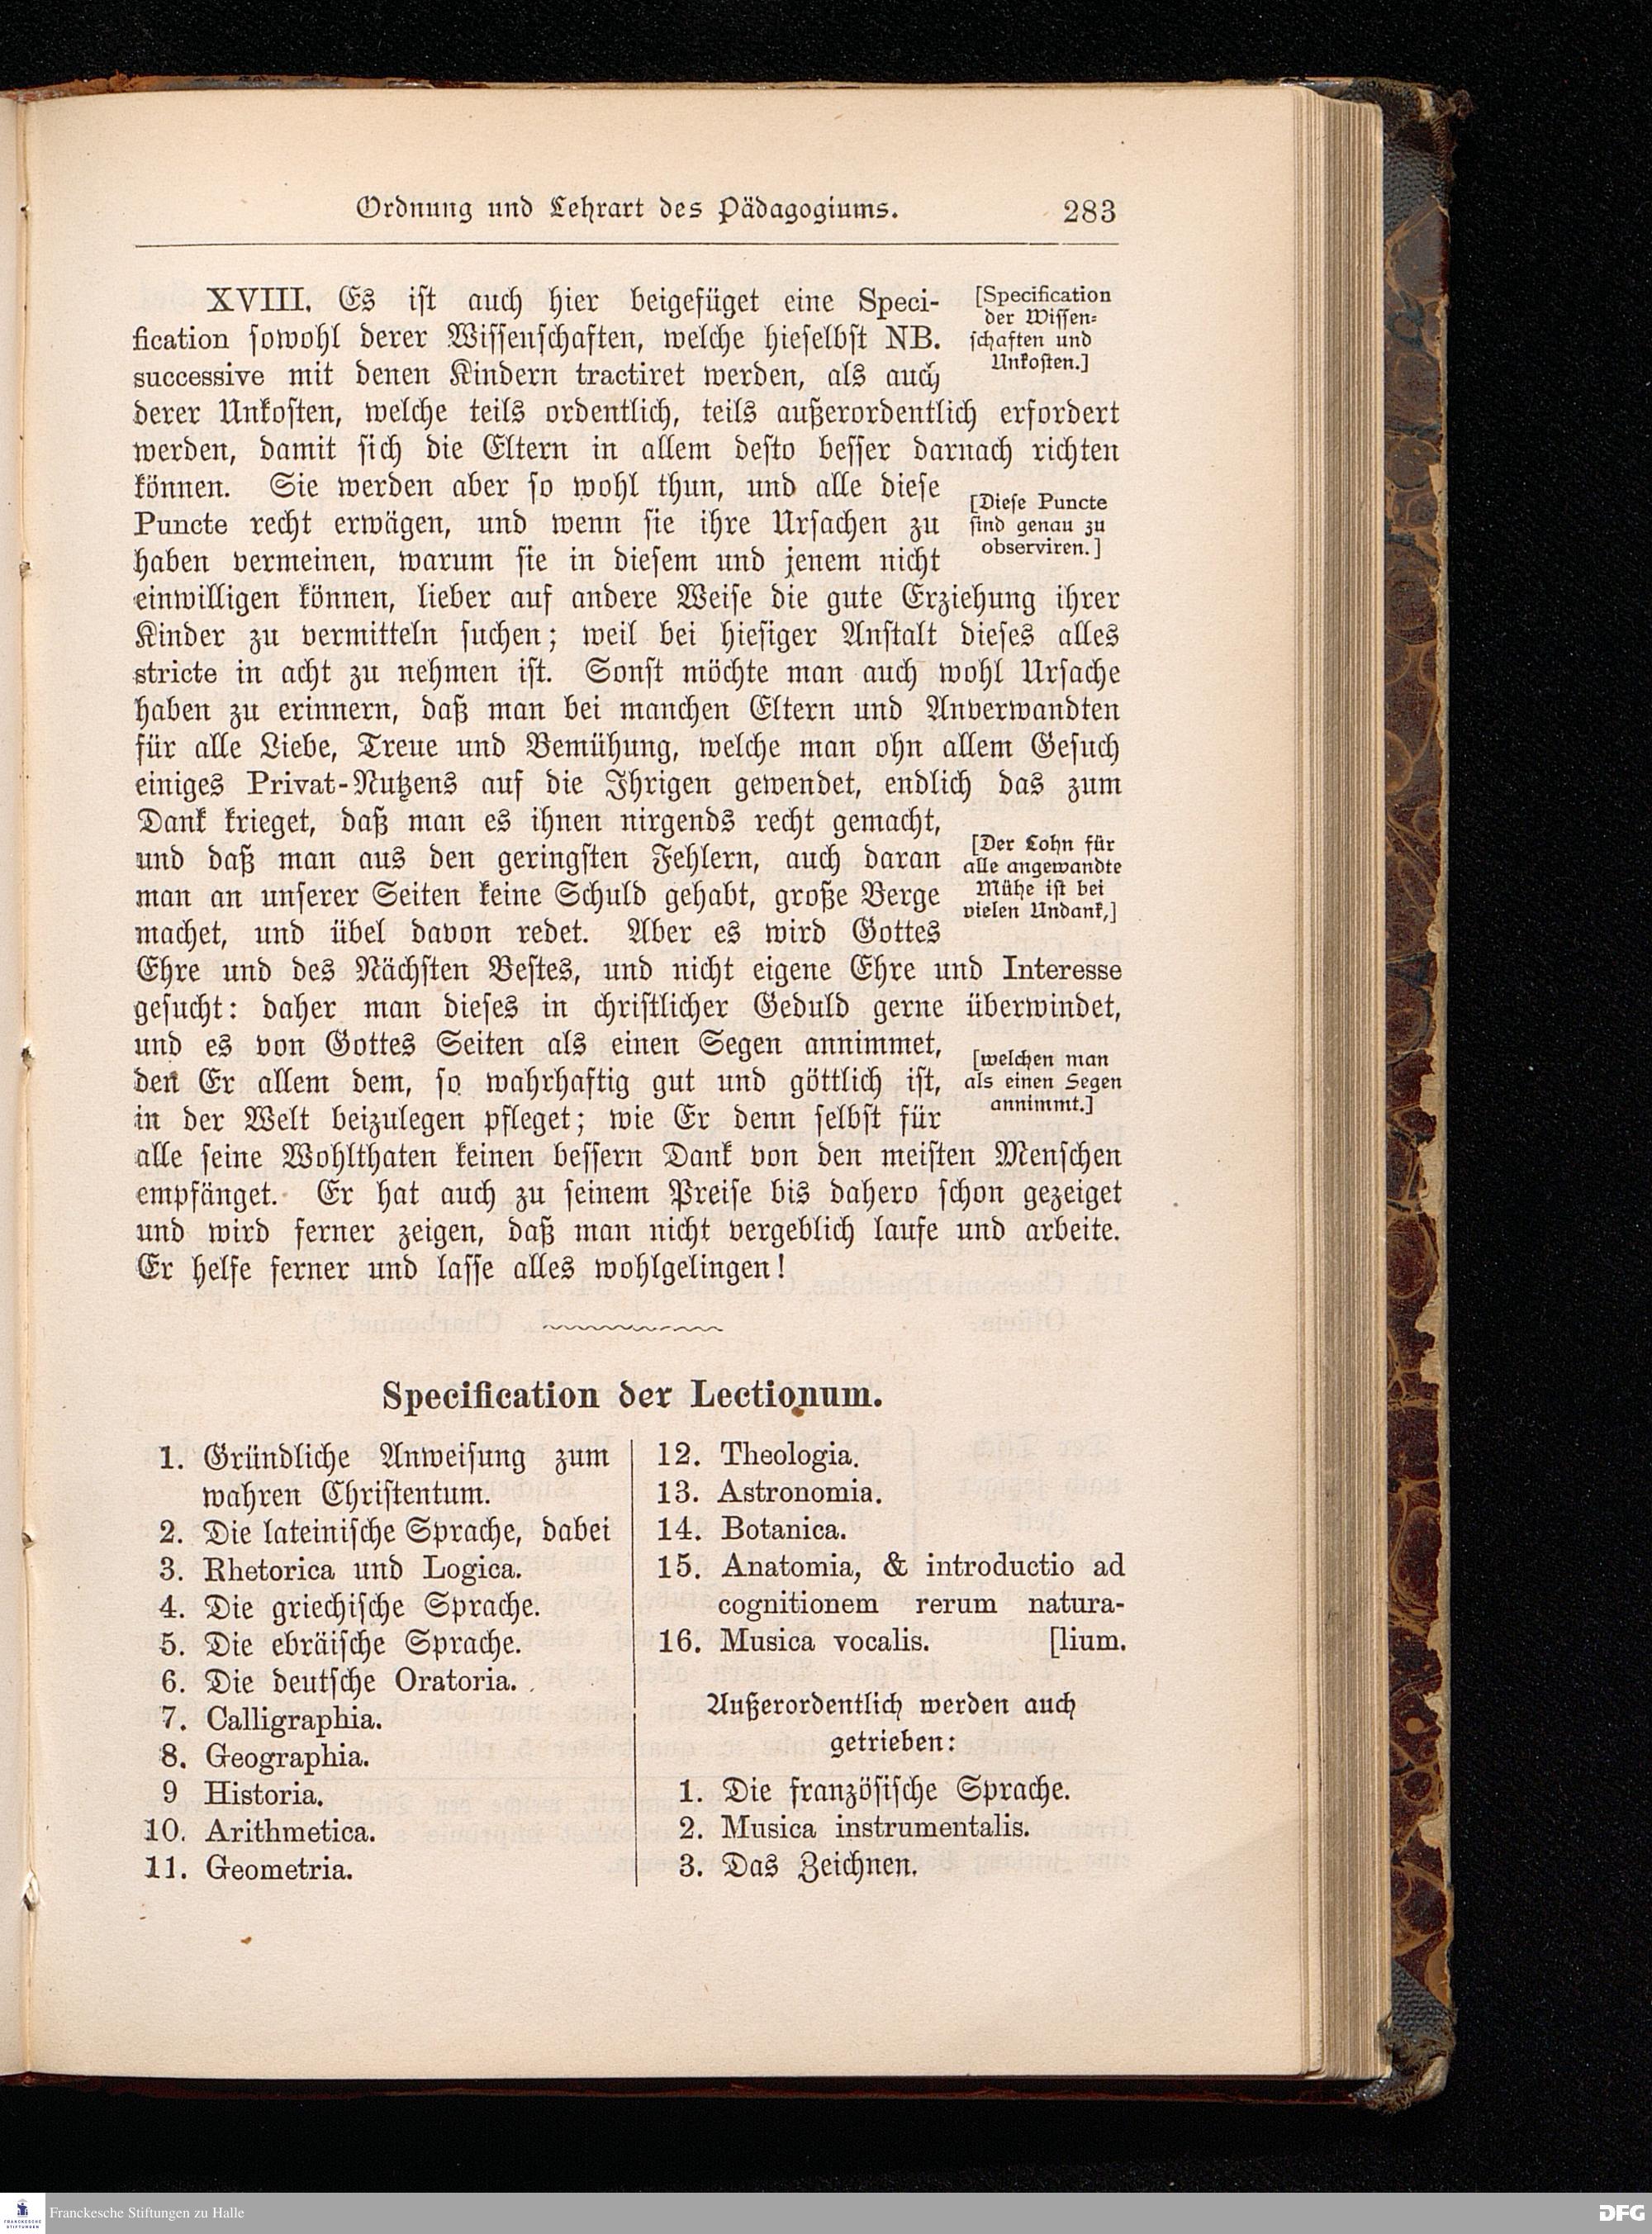 Ordnung und Lehrart des Pädagogiums. 283
XVIII. Es ist auch hier beigefüget eine Speci-
fication sowohl derer Wissenschaften, welche hieselbst NB.
successive mit denen Kindern tractiret werden, als auch
[Specification
der Wissen-
schaften und
Unkosten.]
derer Unkosten, welche teils ordentlich, teils außerordentlich erfordert
werden, damit sich die Eltern in allem desto besser darnach richten
können. Sie werden aber so wohl thun, und alle diese
Puncte recht erwägen, und wenn sie ihre Ursachen zu
haben vermeinen, warum sie in diesem und jenem nicht
[Diese Puncte
sind genau zu
observiren.]
einwilligen können, lieber auf andere Weise die gute Erziehung ihrer
Kinder zu vermitteln suchen; weil bei hiesiger Anstalt dieses alles
stricte in acht zu nehmen ist. Sonst möchte man auch wohl Ursache
haben zu erinnern, daß man bei manchen Eltern und Anverwandten
für alle Liebe, Treue und Bemühung, welche man ohn allem Gesuch
einiges Privat-Nutzens auf die Ihrigen gewendet, endlich das zum
Dank krieget, daß man es ihnen nirgends recht gemacht,
und daß man aus den geringsten Fehlern, auch daran
man an unserer Seiten keine Schuld gehabt, große Berge
machet, und übel davon redet. Aber es wird Gottes
[Der Lohn für
alle angewandte
Mühe ist bei
vielen Undank,]
Ehre und des Nächsten Bestes, und nicht eigene Ehre und Interesse
gesucht: daher man dieses in christlicher Geduld gerne überwindet,
und es von Gottes Seiten als einen Segen annimmet,
den Er allem dem, so wahrhaftig gut und göttlich ist,
in der Welt beizulegen pfleget; wie Er denn selbst für
[welchen man
als einen Segen
annimmt.]
alle seine Wohlthaten keinen bessern Dank von den meisten Menschen
empfänget. Er hat auch zu seinem Preise bis dahero schon gezeiget
und wird ferner zeigen, daß man nicht vergeblich laufe und arbeite.
Er helfe ferner und lasse alles wohlgelingen!
Specification der Lectionum.
1. Gründliche Anweisung zum
wahren Christentum.
2. Die lateinische Sprache, dabei
3. Rhetorica und Logica.
4. Die griechische Sprache.
5. Die ebräische Sprache.
6. Die deutsche Oratoria.
7. Calligraphia.
8. Geographia.
9 Historia.
10. Arithmetica.
11. Geometria.
12. Theologia.
13. Astronomia.
14. Botanica.
15. Anatomia, & introductio ad
cognitionem rerum natura-
16. Musica vocalis. [lium.
Außerordentlich werden auch
getrieben:
1. Die französische Sprache.
2. Musica instrumentalis.
3. Das Zeichnen.
FRANCKESCHE
STIFTUNGEN
Franckesche Stiftungen zu Halle
DFG